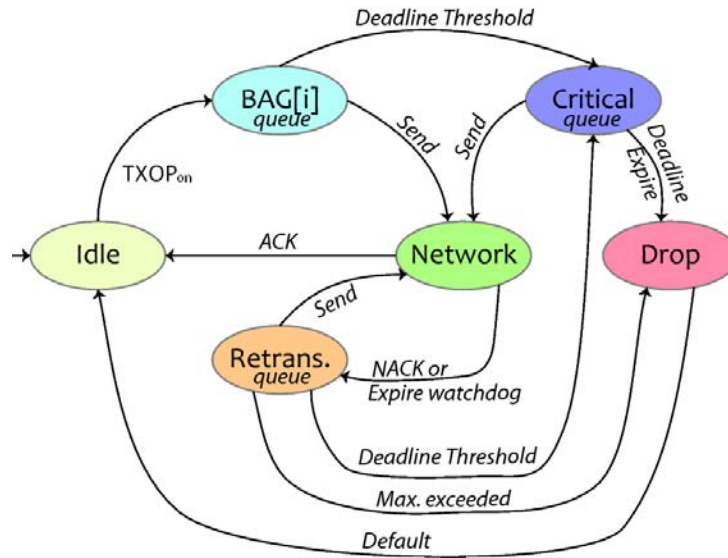 Deadline Threshold
BAG[i]
queue
Critical
queue
Send
Send
Deadline
Expire
TXOPon
Idle
ACK
Network
Drop
Send
Retrans.
queue
NACK or
Expire watchdog
Deadline Threshold
Max. exceeded
Default